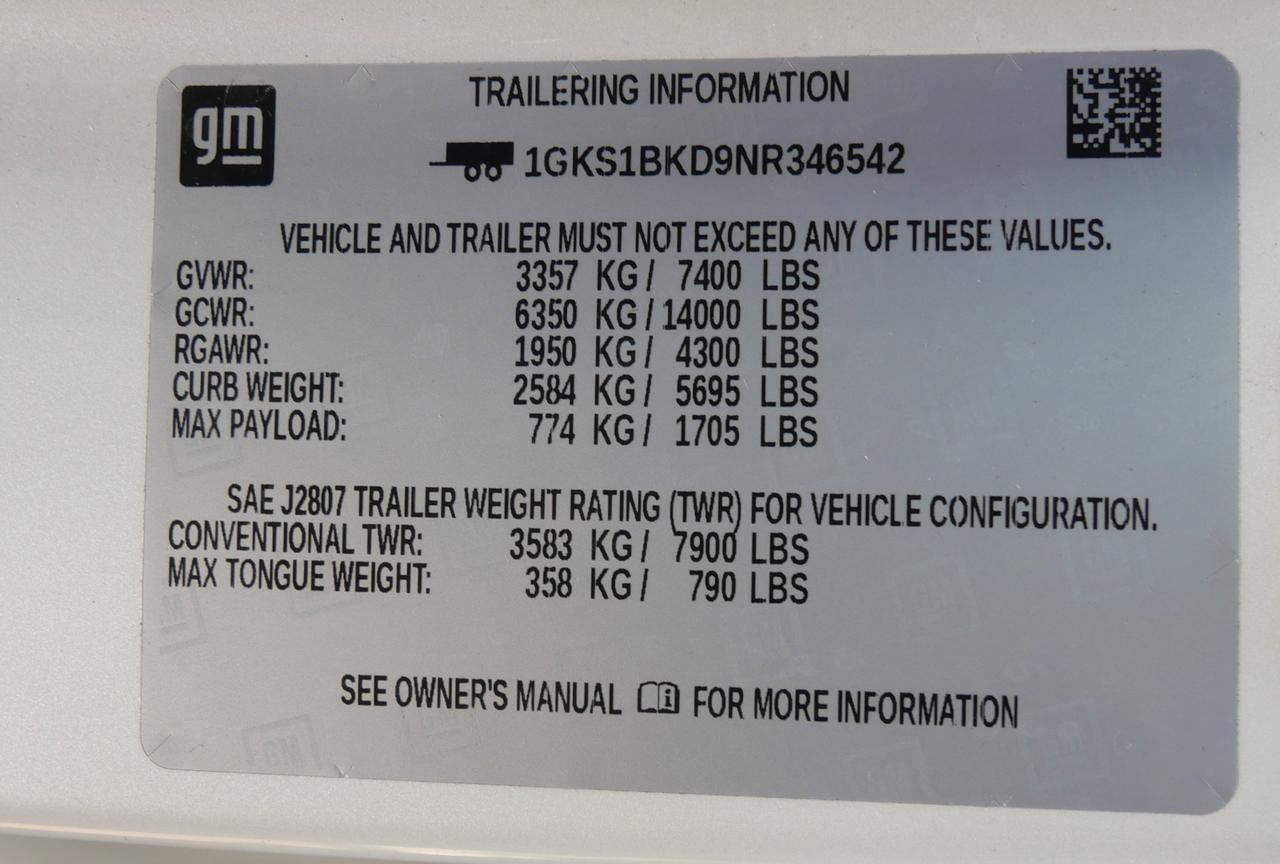 gm
TRAILERING INFORMATION
1GKS1BKD9NR346542
VEHICLE AND TRAILER MUST NOT EXCEED ANY OF THESE VALUES.
GVWR: 3357 KG / 7400 LBS
GCWR: 6350 KG / 14000 LBS
RGAWR: 1950 KG / 4300 LBS
CURB WEIGHT: 2584 KG / 5695 LBS
MAX PAYLOAD: 774 KG / 1705 LBS
SAE J2807 TRAILER WEIGHT RATING (TWR) FOR VEHICLE CONFIGURATION.
CONVENTIONAL TWR: 3583 KG / 7900 LBS
MAX TONGUE WEIGHT: 358 KG / 790 LBS
SEE OWNER'S MANUAL FOR MORE INFORMATION